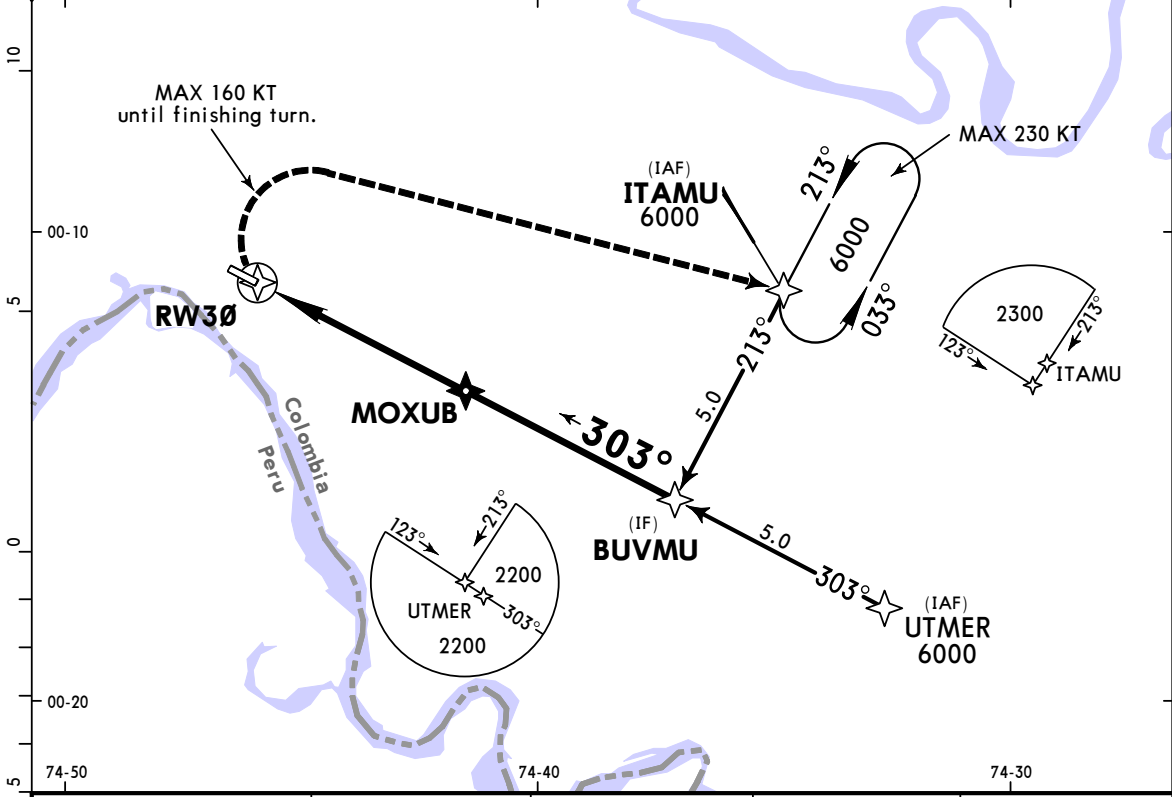 10
MAX 160 KT
until finishing turn.
MAX 230 KT
(IAF)
ITAMU
6000
213°
6000
033°
00-10
5
RW3Ø
213°
5.0
2300
123°
213°
ITAMU
MOXUB
303°
Colombia
Peru
(IF)
BUVMU
5.0
303°
(IAF)
UTMER
6000
123°
213°
2200
UTMER
303°
2200
0
00-20
5
74-50
74-40
74-30